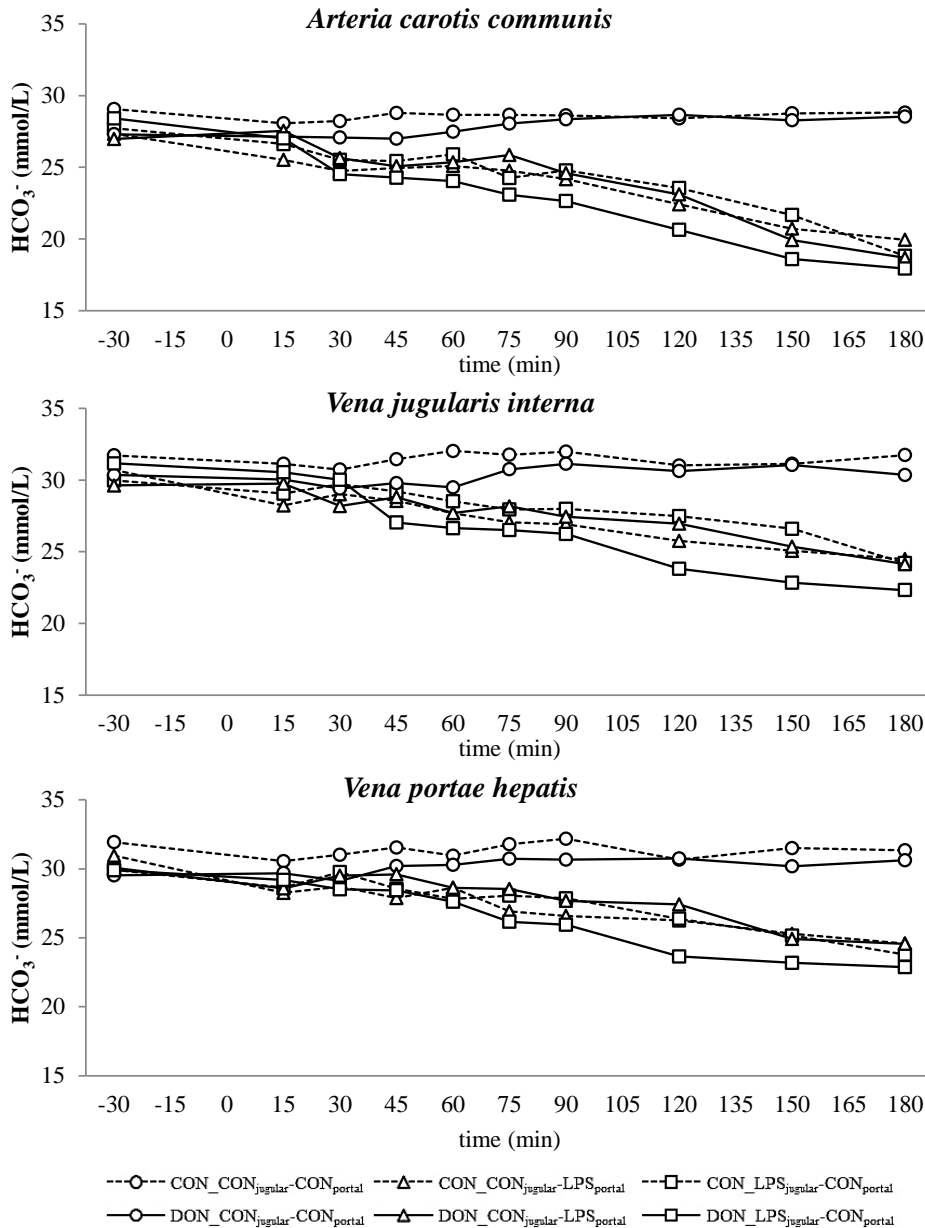 Arteria carotis communis
HCO₃⁻ (mmol/L)
35
30
25
20
15
-30 -15 0 15 30 45 60 75 90 105 120 135 150 165 180
time (min)
Vena jugularis interna
HCO₃⁻ (mmol/L)
35
30
25
20
15
-30 -15 0 15 30 45 60 75 90 105 120 135 150 165 180
time (min)
Vena portae hepatis
HCO₃⁻ (mmol/L)
35
30
25
20
15
-30 -15 0 15 30 45 60 75 90 105 120 135 150 165 180
time (min)
CON_CONjugular-CONportal CON_CONjugular-LPSportal CON_LPSjugular-CONportal
DON_CONjugular-CONportal DON_CONjugular-LPSportal DON_LPSjugular-CONportal